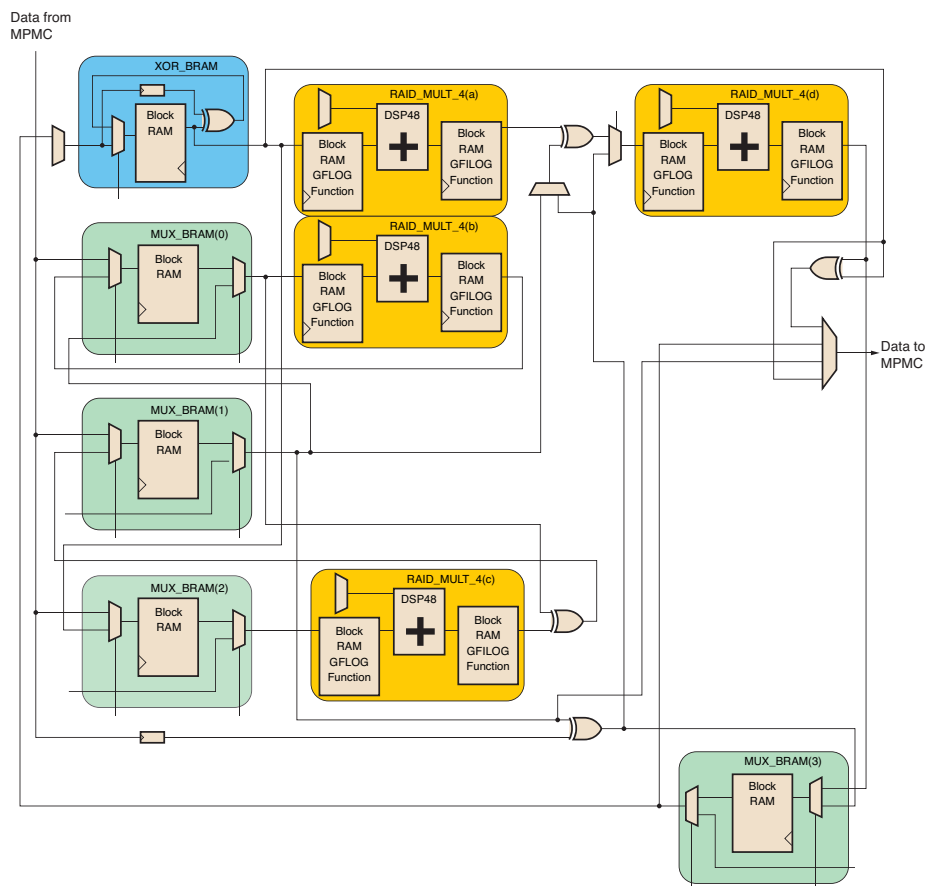 Data from
MPMC
XOR_BRAM
Block
RAM
RAID_MULT_4(a)
DSP48
Block
RAM
GFLOG
Function
Block
RAM
GFILOG
Function
RAID_MULT_4(d)
DSP48
Block
RAM
GFLOG
Function
Block
RAM
GFILOG
Function
MUX_BRAM(0)
Block
RAM
RAID_MULT_4(b)
DSP48
Block
RAM
GFLOG
Function
Block
RAM
GFILOG
Function
Data to
MPMC
MUX_BRAM(1)
Block
RAM
MUX_BRAM(2)
Block
RAM
RAID_MULT_4(c)
DSP48
Block
RAM
GFLOG
Function
Block
RAM
GFILOG
Function
MUX_BRAM(3)
Block
RAM